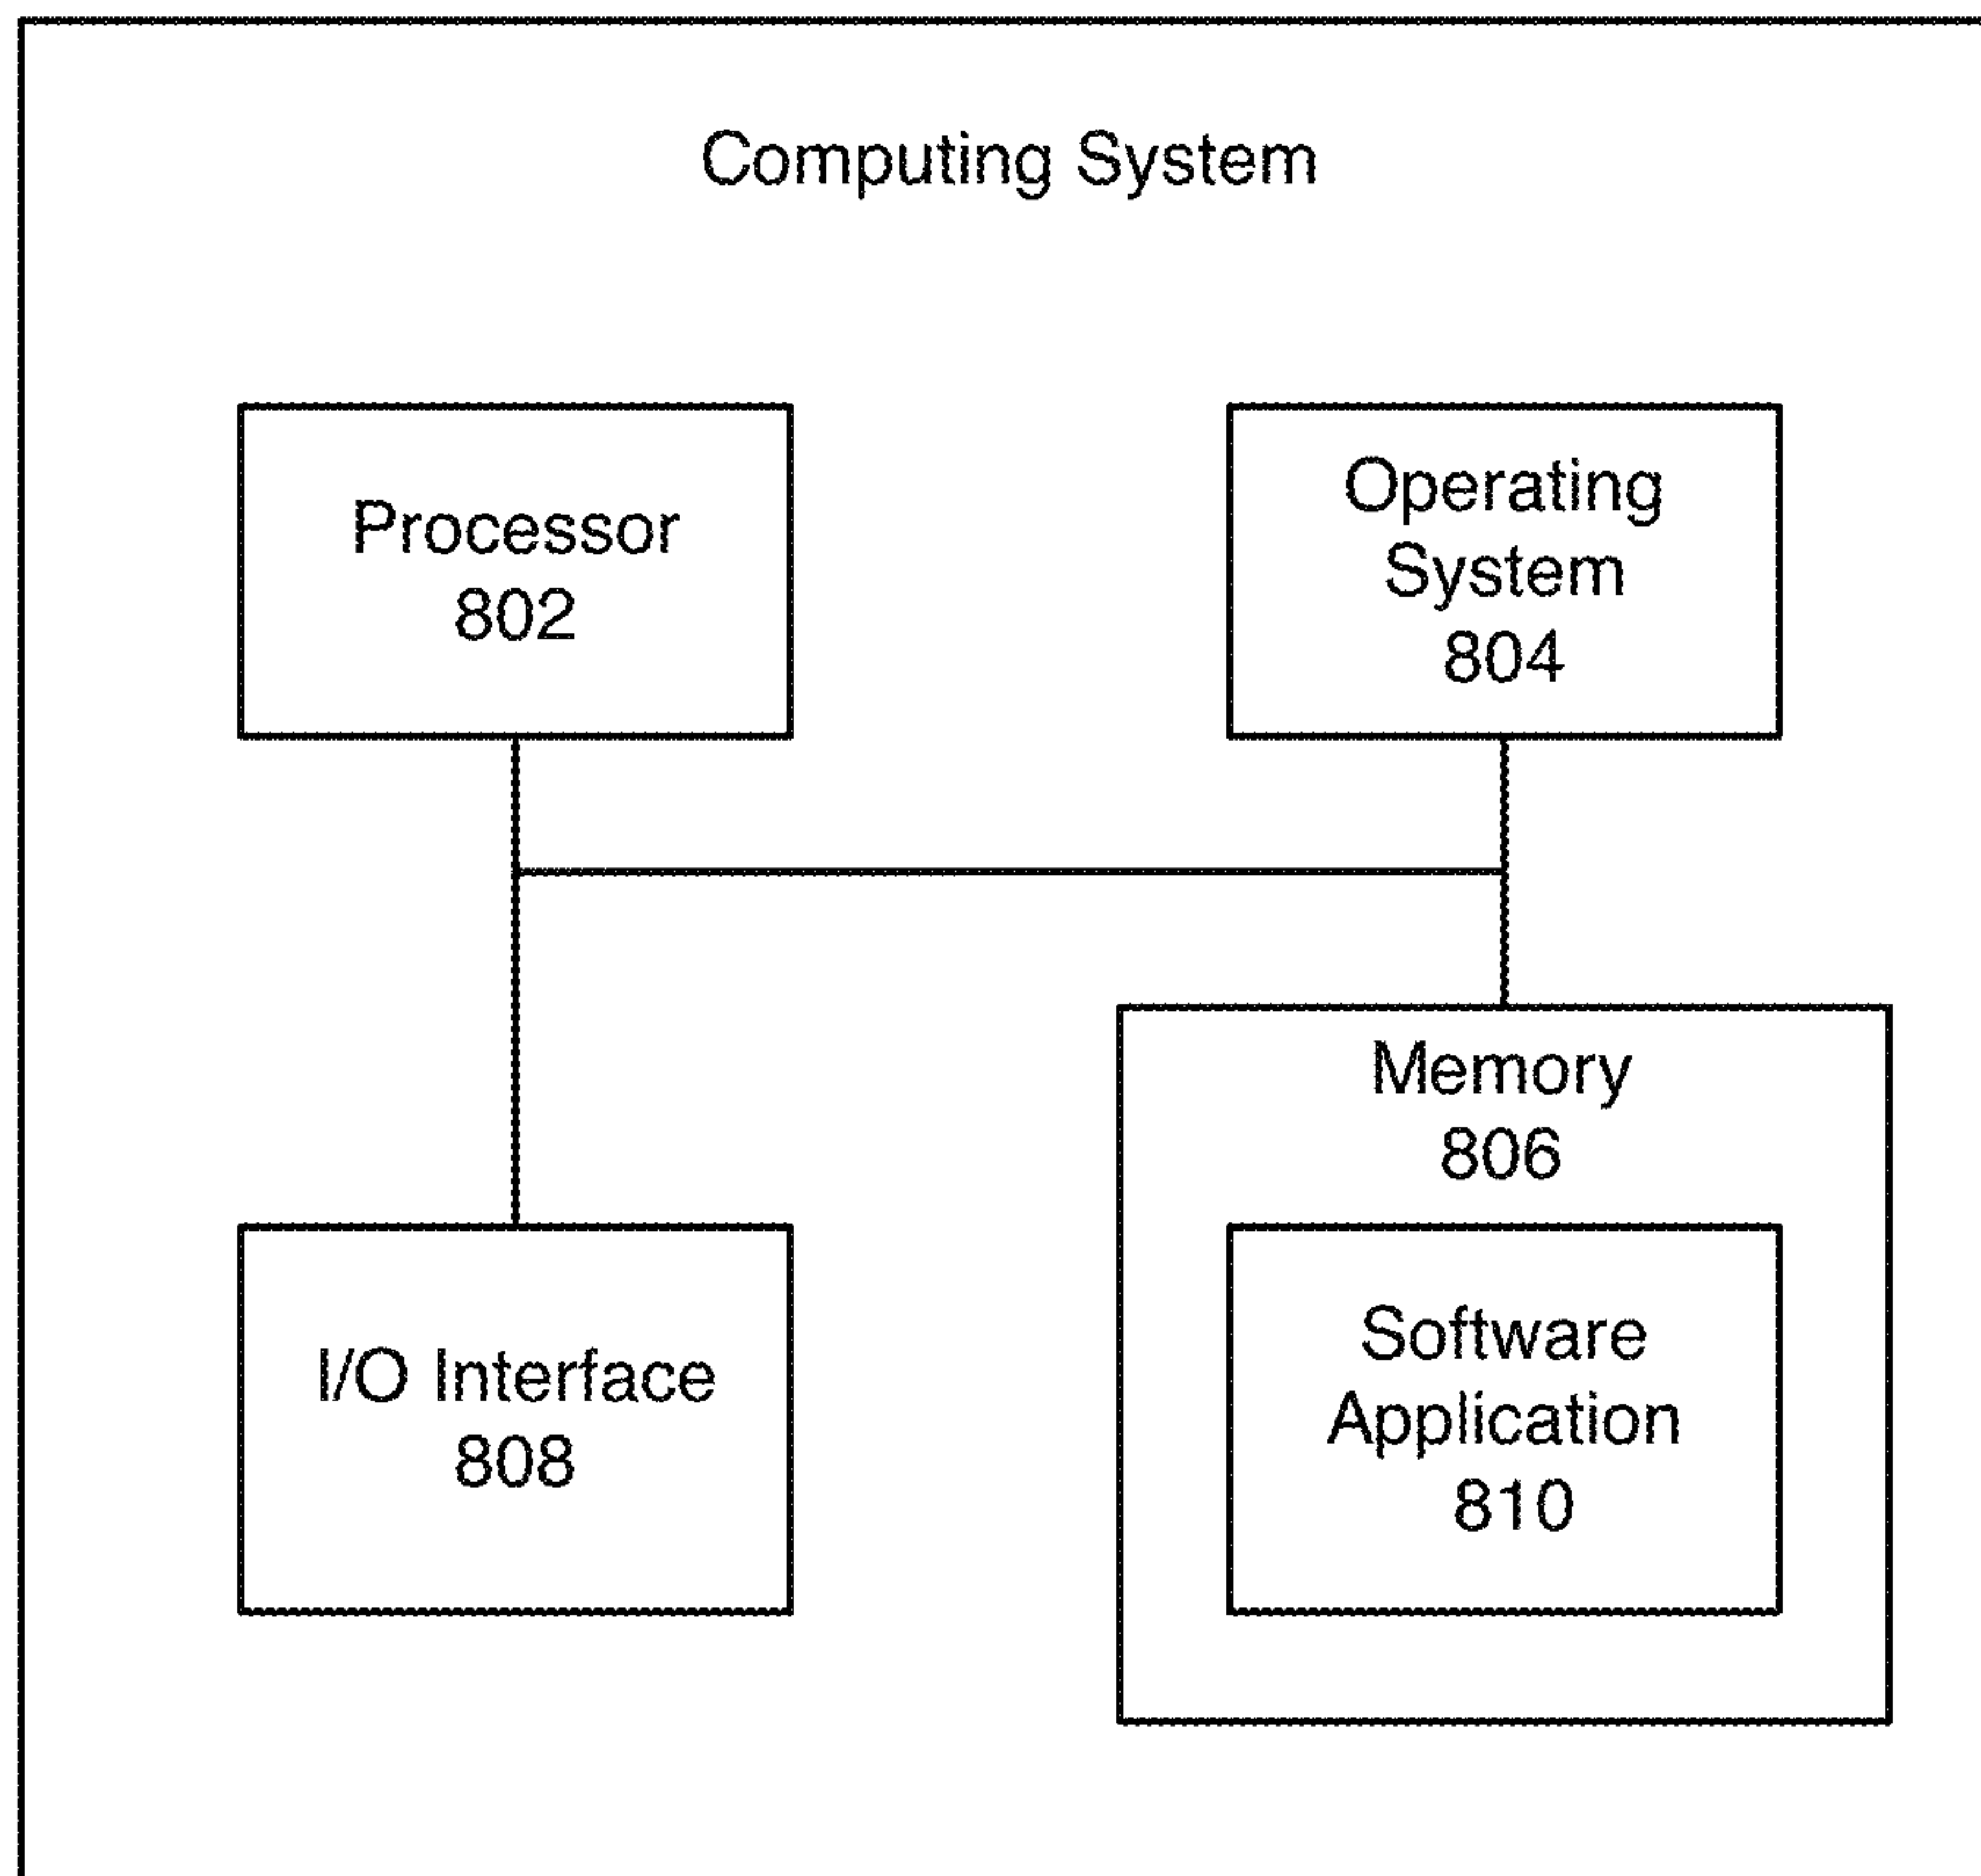 Computing System
Processor
802
Operating
System
804
Memory
806
I/O Interface
808
Software
Application
810